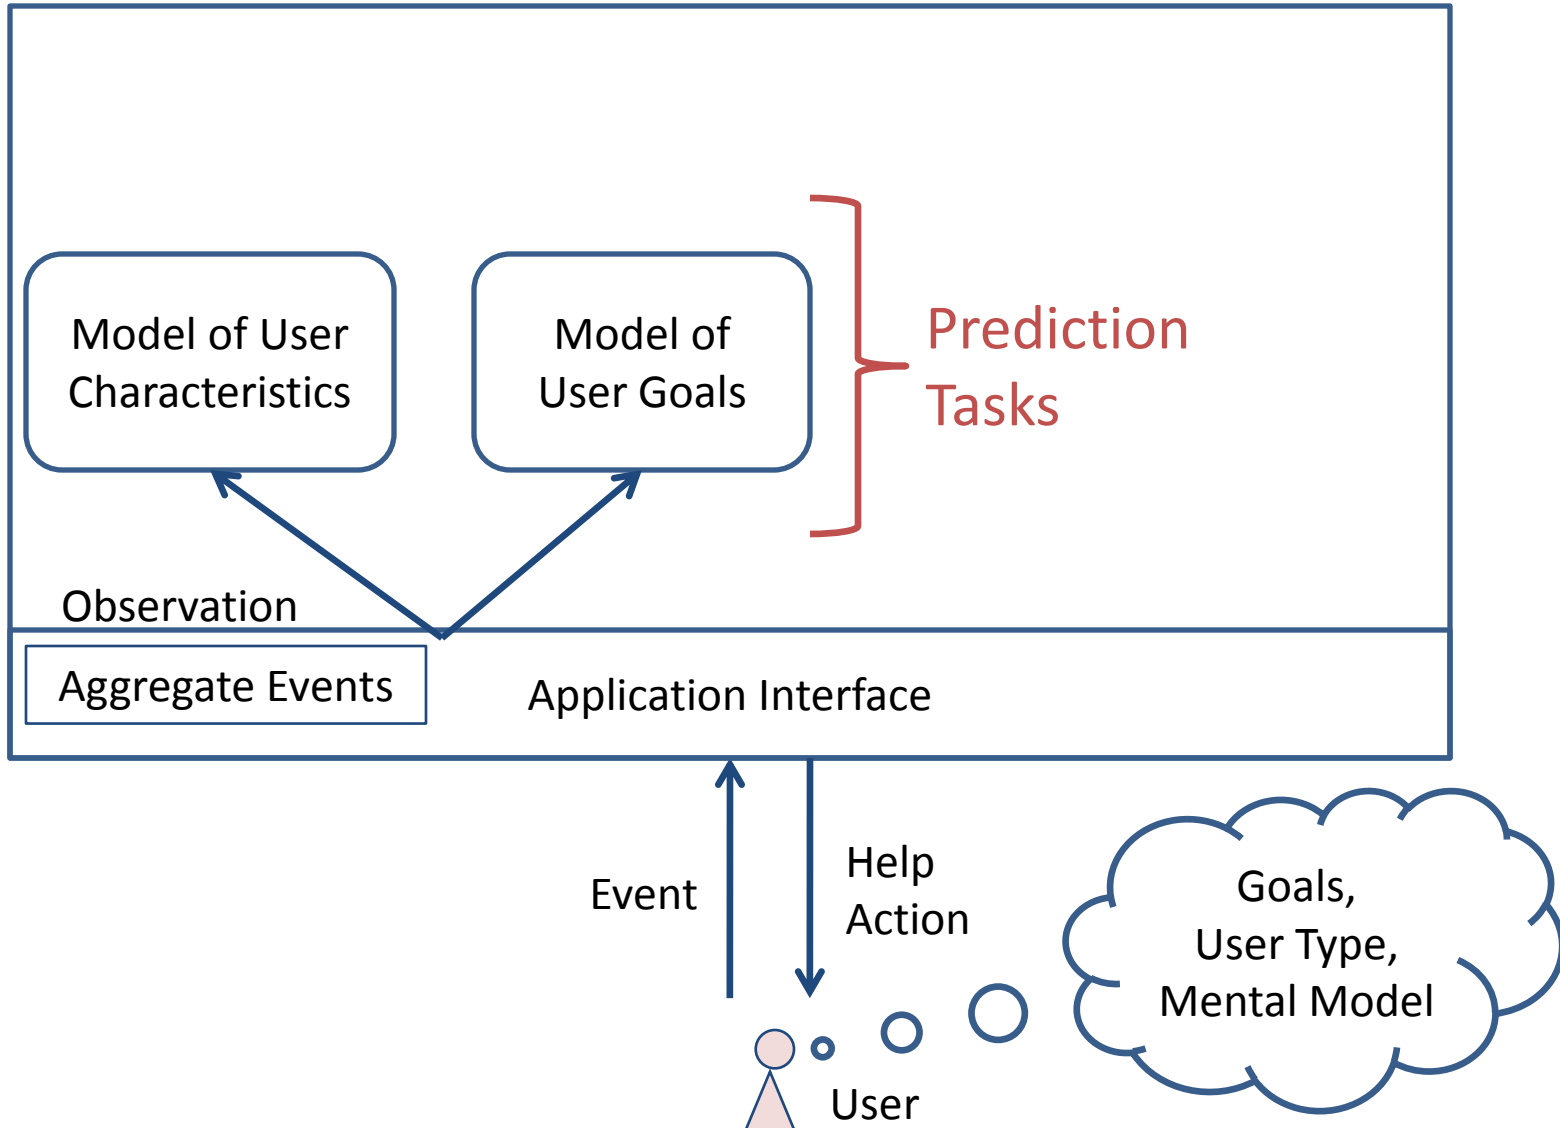 Model of User
Characteristics
Model of
User Goals
Prediction
Tasks
Observation
Aggregate Events
Application Interface
Event
Help
Action
Goals,
User Type,
Mental Model
User